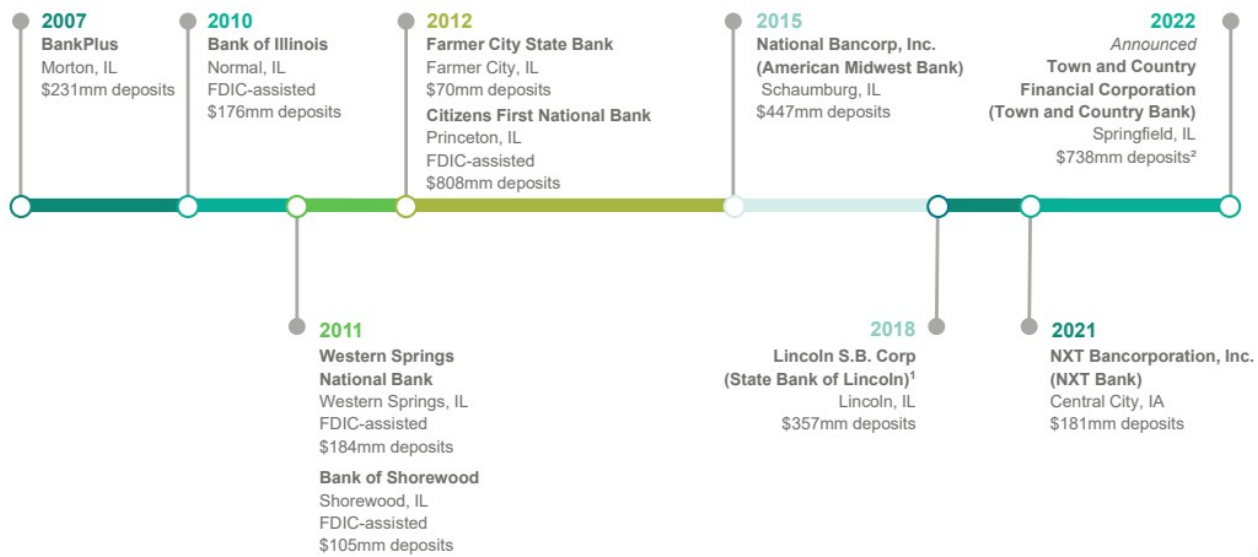 2007
BankPlus
Morton, IL
$231mm deposits
2010
Bank of Illinois
Normal, IL
FDIC-assisted
$176mm deposits
2012
Farmer City State Bank
Farmer City, IL
$70mm deposits
Citizens First National Bank
Princeton, IL
FDIC-assisted
$808mm deposits
2015
National Bancorp, Inc.
(American Midwest Bank)
Schaumburg, IL
$447mm deposits
2022
Announced
Town and Country
Financial Corporation
(Town and Country Bank)
Springfield, IL
$738mm deposits²
2011
Western Springs
National Bank
Western Springs, IL
FDIC-assisted
$184mm deposits
Bank of Shorewood
Shorewood, IL
FDIC-assisted
$105mm deposits
2018
Lincoln S.B. Corp
(State Bank of Lincoln)¹
Lincoln, IL
$357mm deposits
2021
NXT Bancorporation, Inc.
(NXT Bank)
Central City, IA
$181mm deposits